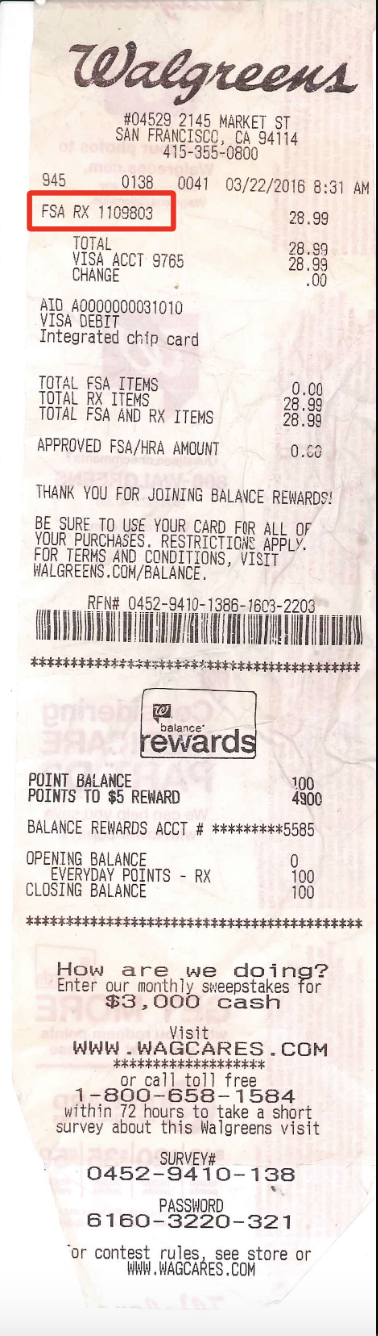 Walgreens
#04529 2145 MARKET ST
SAN FRANCISCO, CA 94114
415-355-0800
945 0138 0041 03/22/2016 8:31 AM
FSA RX 1109803 28.99
TOTAL 28.99
VISA ACCT 9765 28.99
CHANGE .00
AID A0000000031010
VISA DEBIT
Integrated chip card
TOTAL FSA ITEMS 0.00
TOTAL RX ITEMS 28.99
TOTAL FSA AND RX ITEMS 28.99
APPROVED FSA/HRA AMOUNT 0.00
THANK YOU FOR JOINING BALANCE REWARDS!
BE SURE TO USE YOUR CARD FOR ALL OF
YOUR PURCHASES. RESTRICTIONS APPLY.
FOR TERMS AND CONDITIONS, VISIT
WALGREENS.COM/BALANCE.
RFN# 0452-9410-1386-1603-2203
****************************************
W
balance®
rewards
POINT BALANCE 100
POINTS TO $5 REWARD 4900
BALANCE REWARDS ACCT # *********5585
OPENING BALANCE 0
EVERYDAY POINTS - RX 100
CLOSING BALANCE 100
****************************************
How are we doing?
Enter our monthly sweepstakes for
$3,000 cash
Visit
WWW.WAGCARES.COM
*******************
or call toll free
1-800-658-1584
within 72 hours to take a short
survey about this Walgreens visit
SURVEY#
0452-9410-138
PASSWORD
6160-3220-321
or contest rules, see store or
WWW.WAGCARES.COM